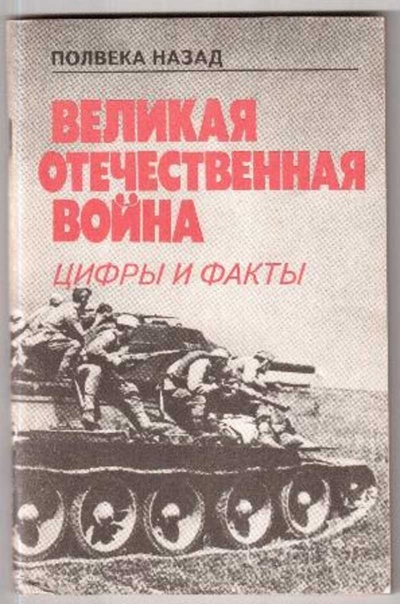 ПОЛВЕКА НАЗАД
ВЕЛИКАЯ
ОТЕЧЕСТВЕННАЯ
ВОЙНА
ЦИФРЫ И ФАКТЫ